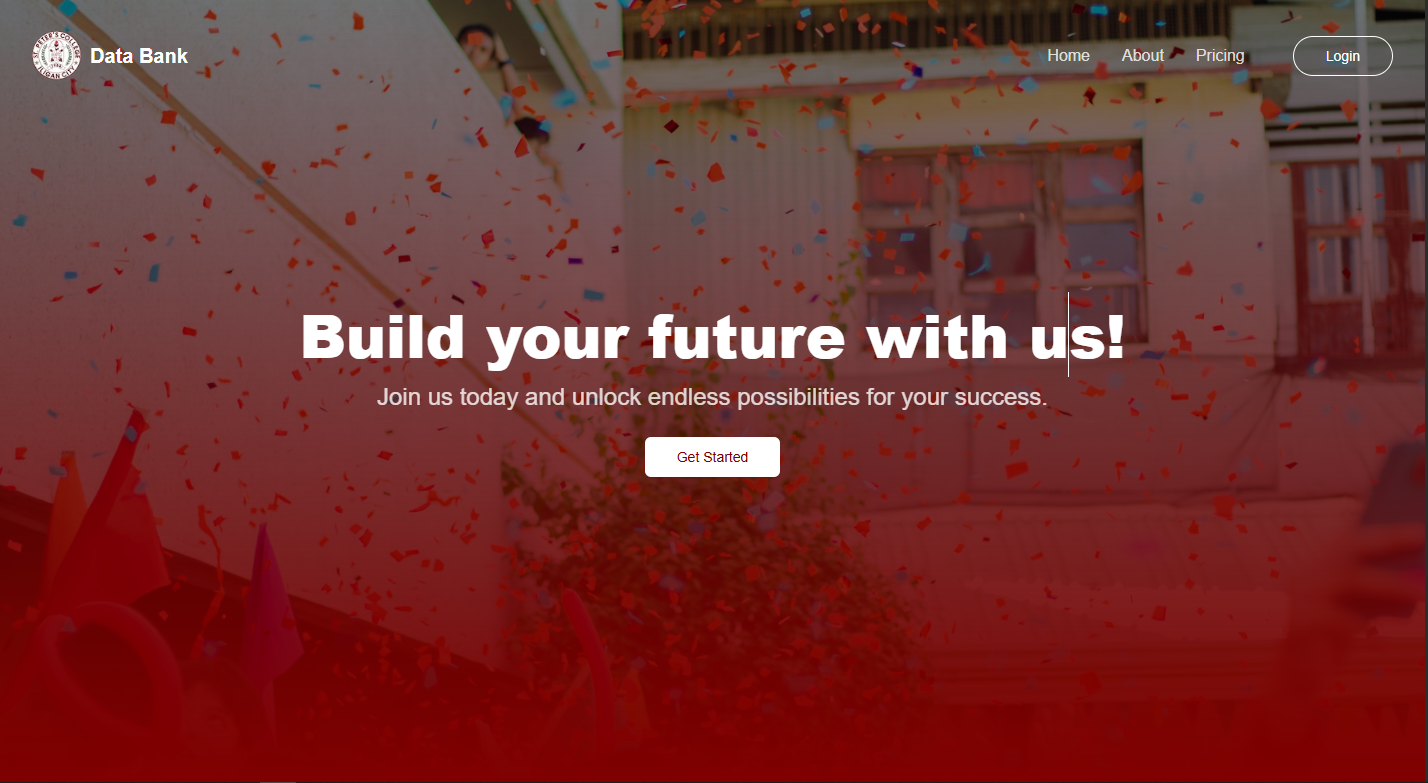 ST. PETER'S COLLEGE
ILIGAN CITY
Data Bank
Home
About
Pricing
Login
Build your future with us!
Join us today and unlock endless possibilities for your success.
Get Started